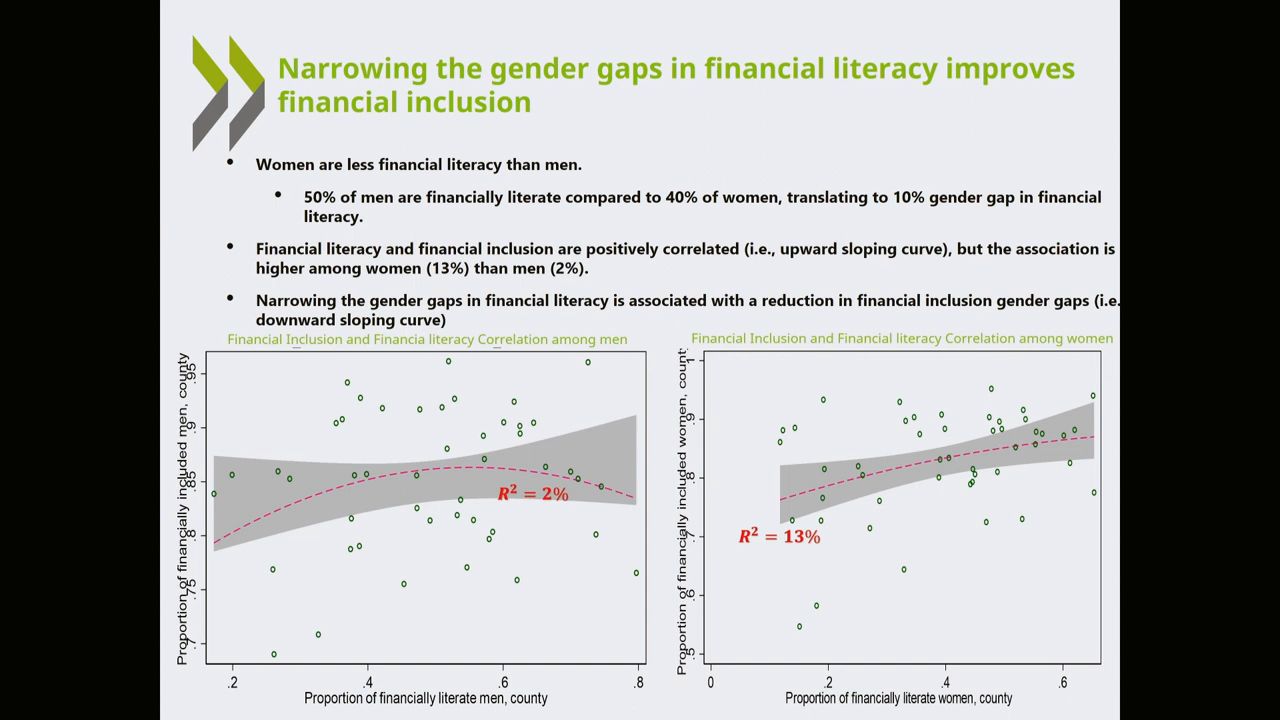 Narrowing the gender gaps in financial literacy improves
financial inclusion
• Women are less financial literacy than men.
• 50% of men are financially literate compared to 40% of women, translating to 10% gender gap in financial
literacy.
• Financial literacy and financial inclusion are positively correlated (i.e., upward sloping curve), but the association is
higher among women (13%) than men (2%).
• Narrowing the gender gaps in financial literacy is associated with a reduction in financial inclusion gender gaps (i.e.
downward sloping curve)
Financial Inclusion and Financia literacy Correlation among men
Proportion of financially included men, county
.95
.9
.85
.8
.75
.7
R² = 2%
.2 .4 .6 .8
Proportion of financially literate men, county
Financial Inclusion and Financial literacy Correlation among women
Proportion of financially included women, county
1
.9
.8
.7
.6
.5
R² = 13%
0 .2 .4 .6
Proportion of financially literate women, county